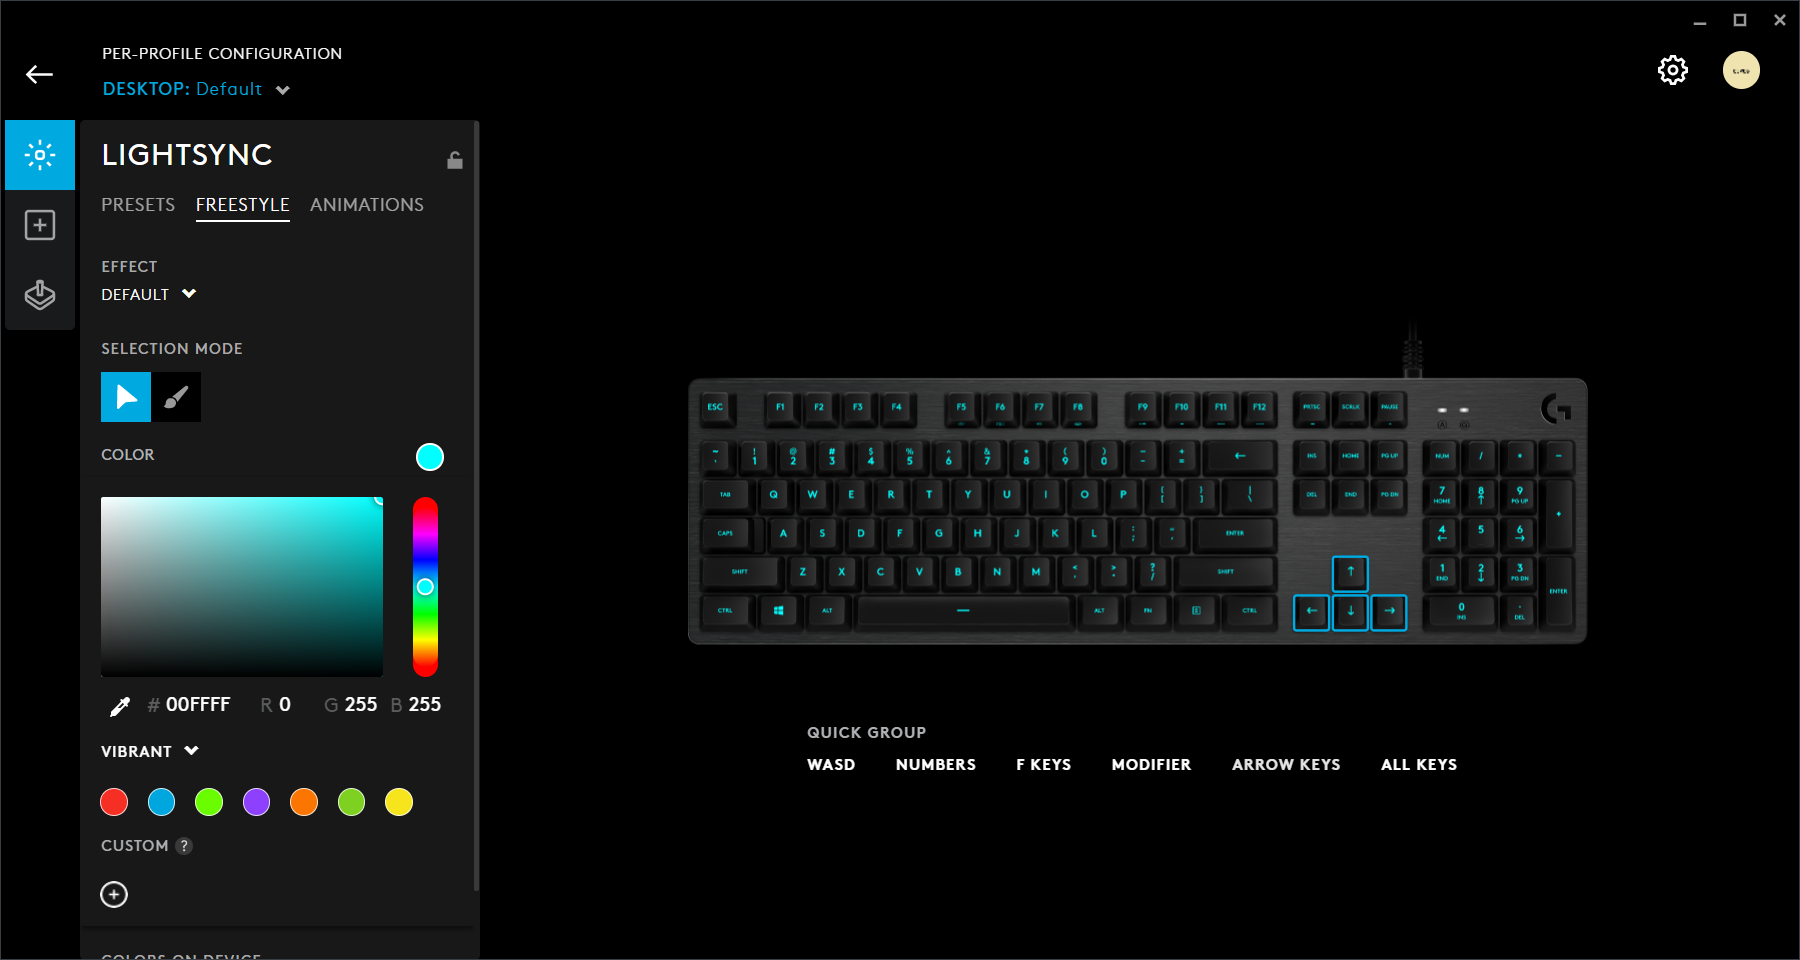 PER-PROFILE CONFIGURATION
DESKTOP: Default
LIGHTSYNC
PRESETS FREESTYLE ANIMATIONS
EFFECT
DEFAULT
SELECTION MODE
COLOR
# 00FFFF R 0 G 255 B 255
VIBRANT
CUSTOM ?
COLORS ON DEVICE
ESC F1 F2 F3 F4 F5 F6 F7 F8 F9 F10 F11 F12 PRTSC SCRLK PAUSE
~ ! @ # $ % ^ & * ( ) - +
` 1 2 3 4 5 6 7 8 9 0 - = ← INS HOME PG UP NUM / * −
TAB Q W E R T Y U I O P { } |
[ ] \ DEL END PG DN 7 HOME 8 ↑ 9 PG UP +
CAPS A S D F G H J K L : ; " ' ENTER 4 ← 5 6 →
SHIFT Z X C V B N M < , > . ? / SHIFT ↑ 1 END 2 ↓ 3 PG DN ENTER
CTRL ALT ALT FN CTRL ← ↓ → 0 INS . DEL
QUICK GROUP
WASD NUMBERS F KEYS MODIFIER ARROW KEYS ALL KEYS